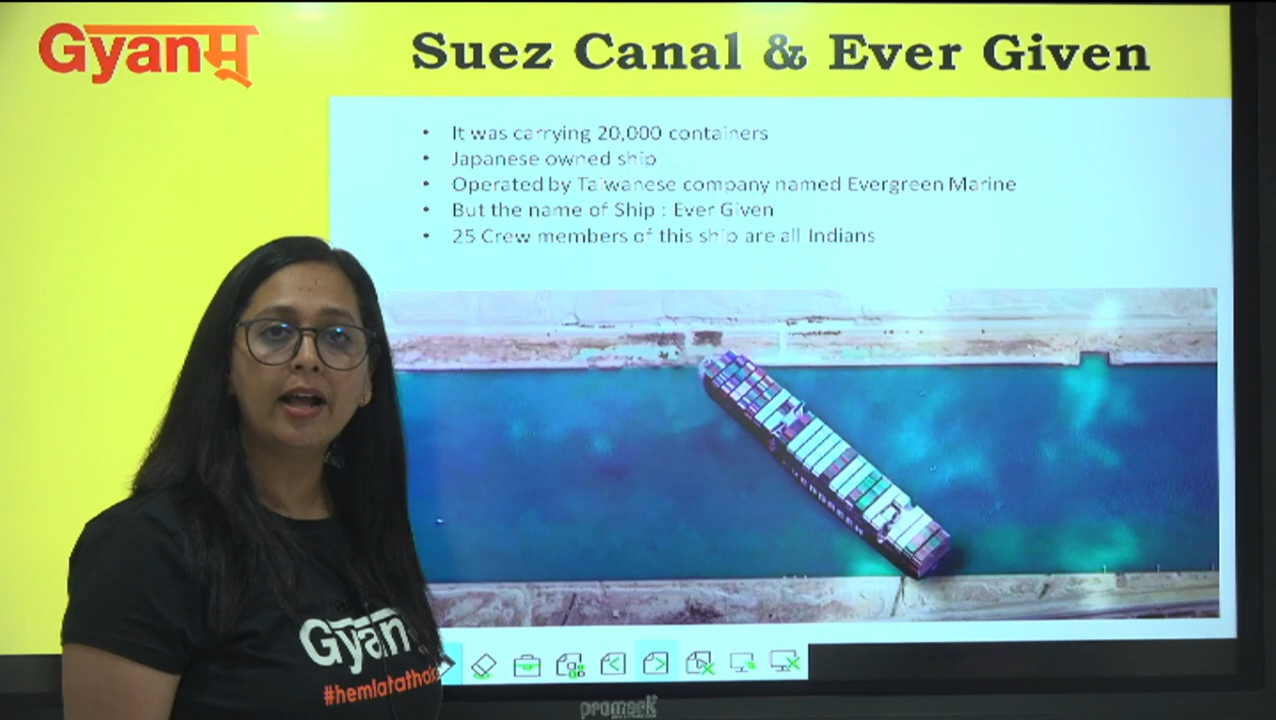 Gyanम्
Suez Canal & Ever Given
• It was carrying 20,000 containers
• Japanese owned ship
• Operated by Taiwanese company named Evergreen Marine
• But the name of Ship : Ever Given
• 25 Crew members of this ship are all Indians
EVERGREEN
Gyan
promark